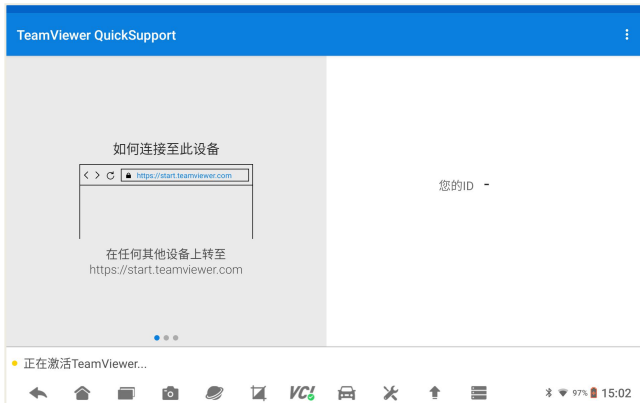 TeamViewer QuickSupport
如何连接至此设备
https://start.teamviewer.com
在任何其他设备上转至
https://start.teamviewer.com
您的ID -
正在激活TeamViewer...
VC!
97%
15:02